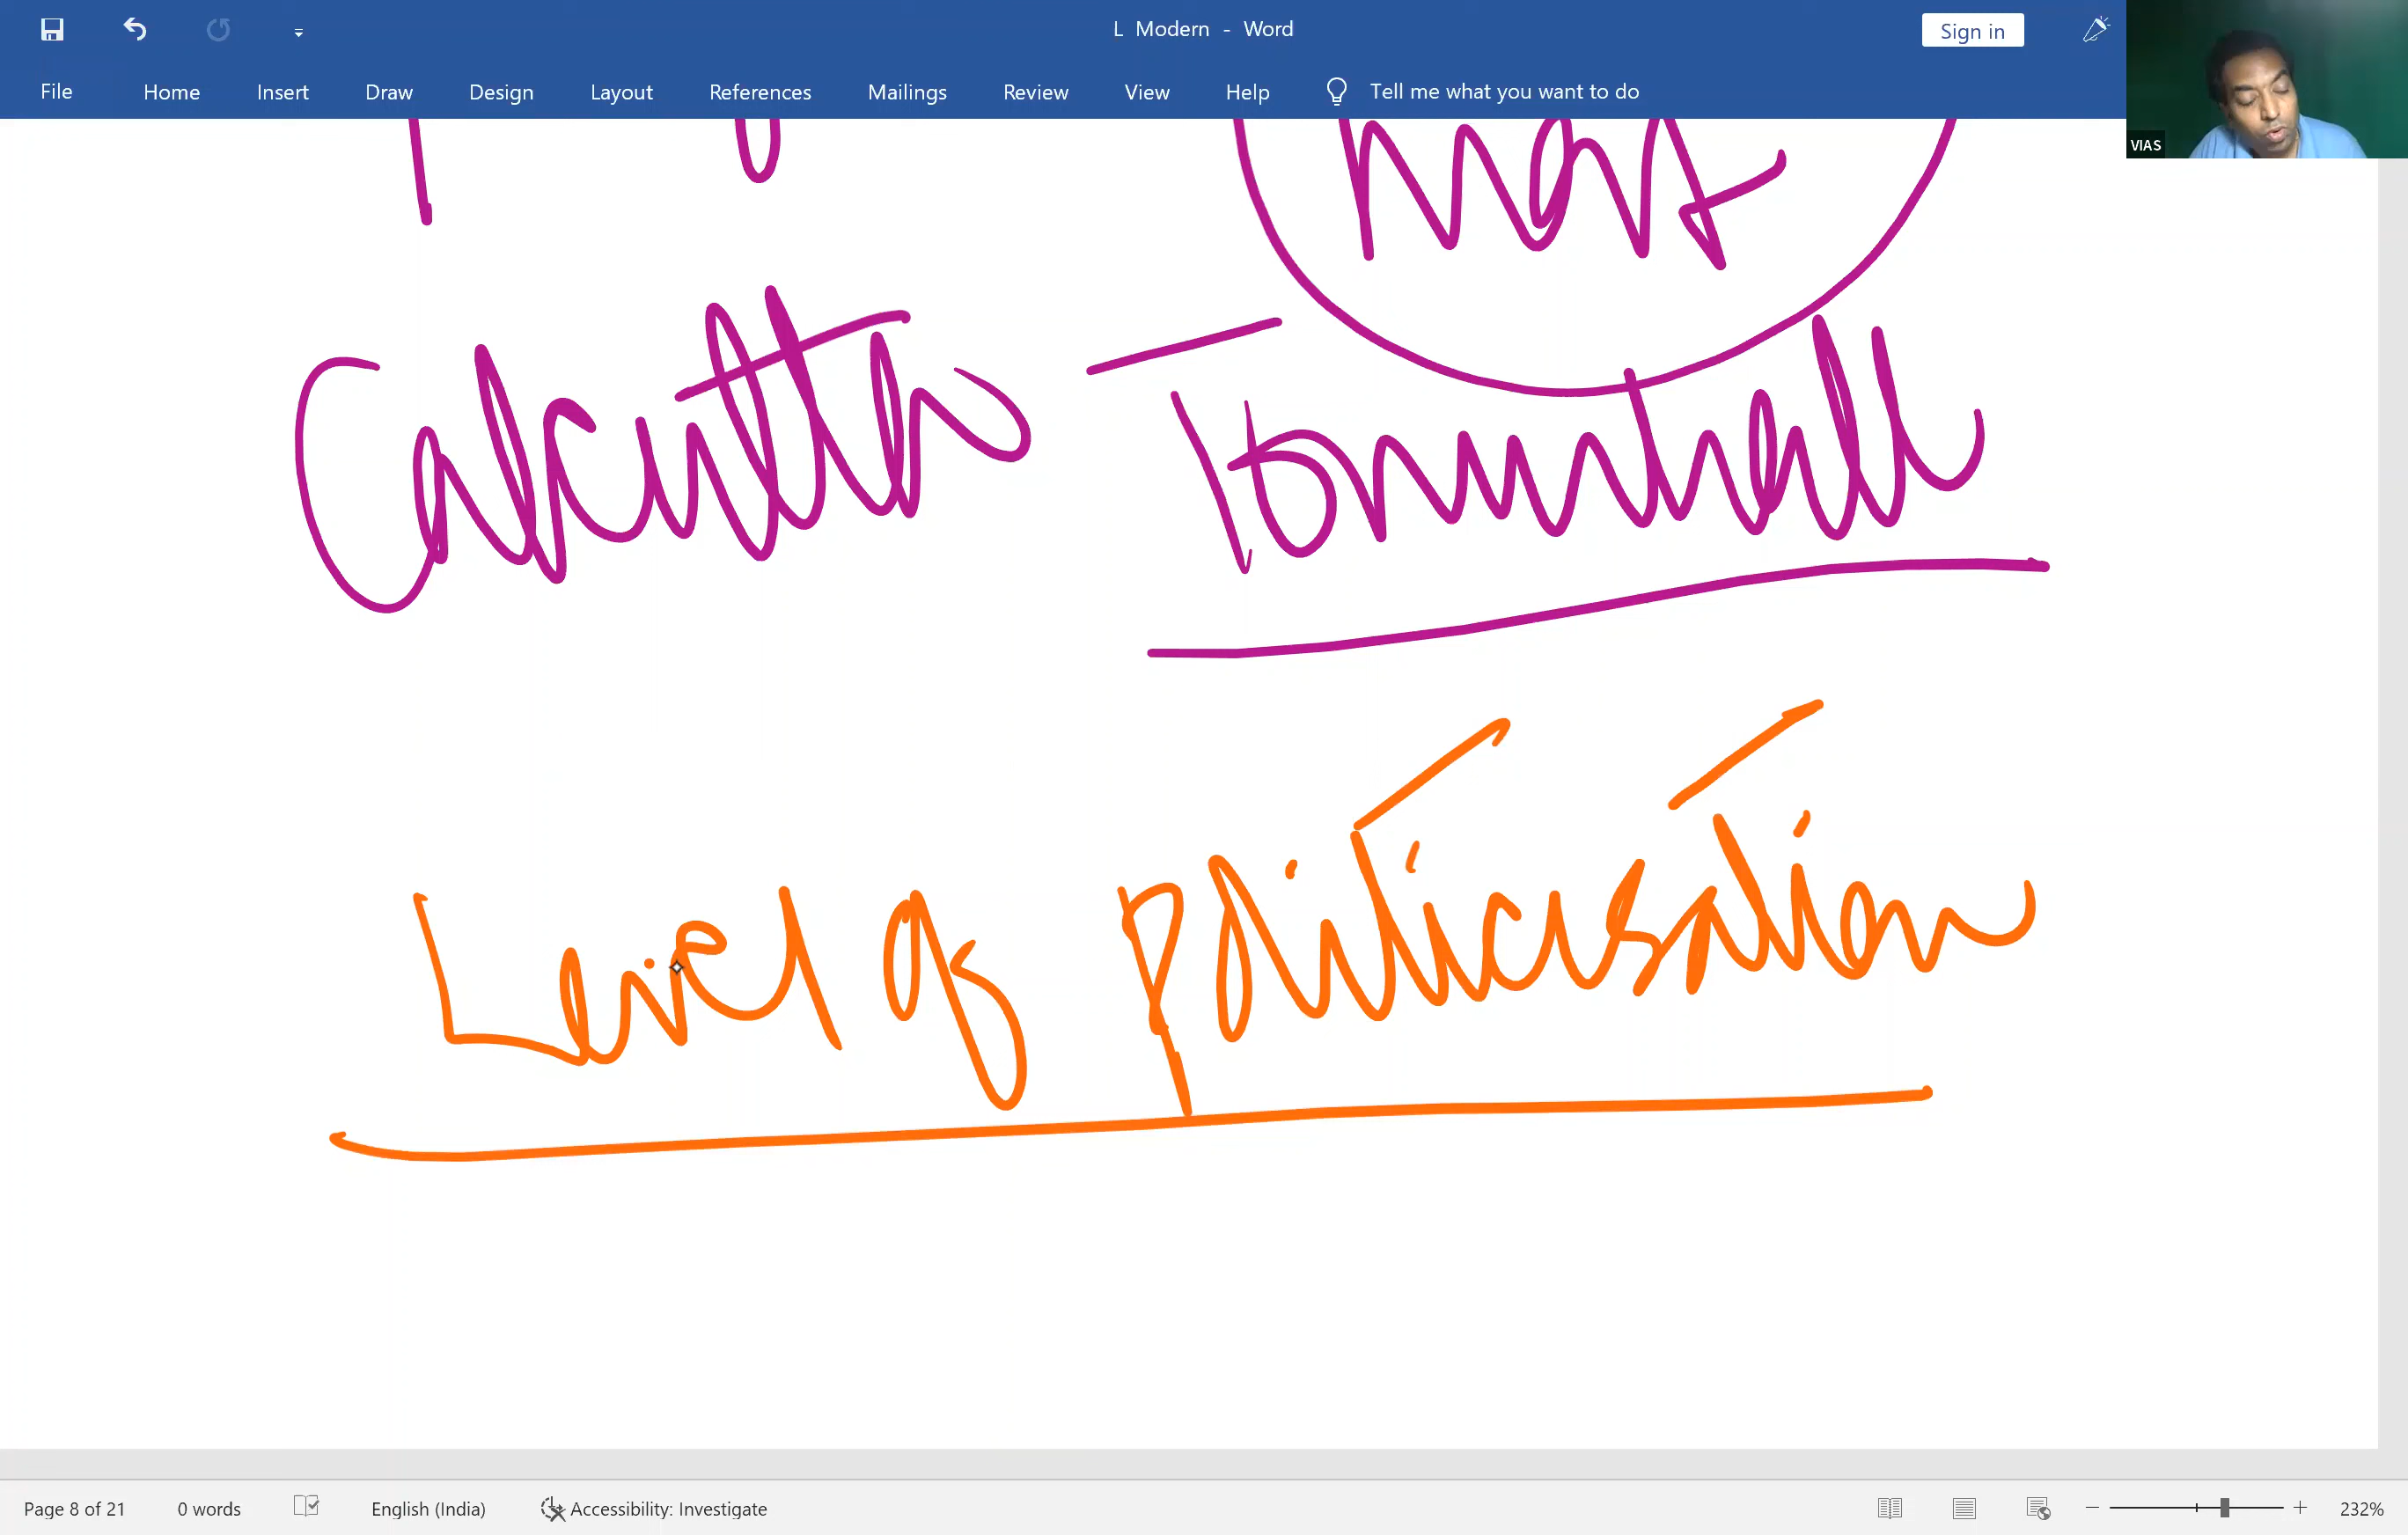 L Modern - Word
Sign in
File Home Insert Draw Design Layout References Mailings Review View Help Tell me what you want to do
VIAS
Calcutta Townhall
Level of politicisation
Page 8 of 21 0 words English (India) Accessibility: Investigate 232%